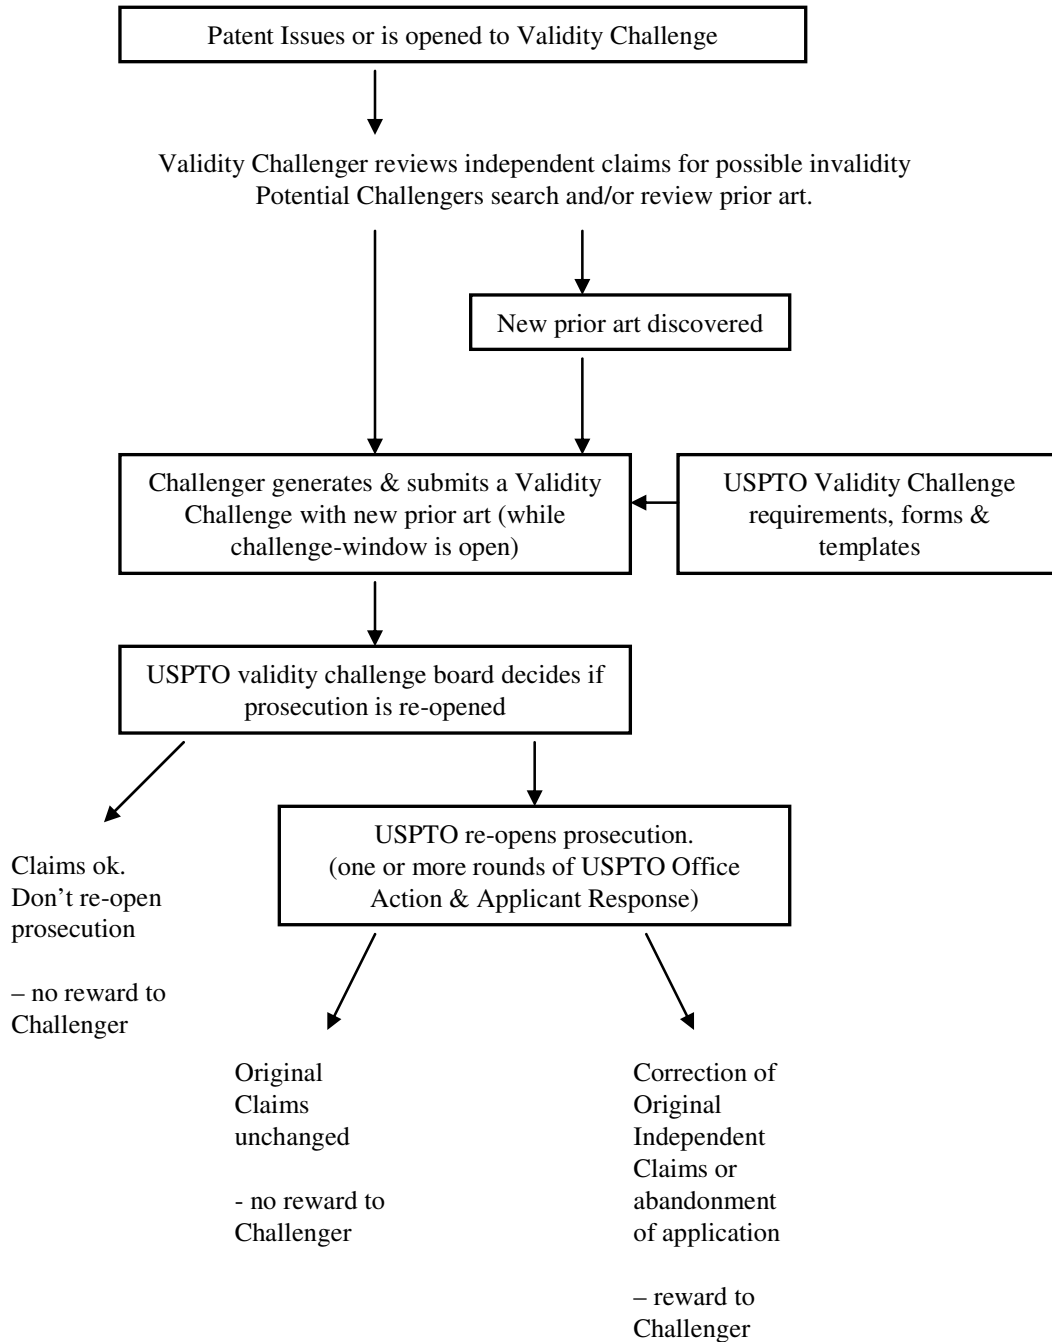 Patent Issues or is opened to Validity Challenge
Validity Challenger reviews independent claims for possible invalidity
Potential Challengers search and/or review prior art.
New prior art discovered
Challenger generates & submits a Validity
Challenge with new prior art (while
challenge-window is open)
USPTO Validity Challenge
requirements, forms &
templates
USPTO validity challenge board decides if
prosecution is re-opened
USPTO re-opens prosecution.
(one or more rounds of USPTO Office
Action & Applicant Response)
Claims ok.
Don’t re-open
prosecution
– no reward to
Challenger
Original
Claims
unchanged
- no reward to
Challenger
Correction of
Original
Independent
Claims or
abandonment
of application
– reward to
Challenger